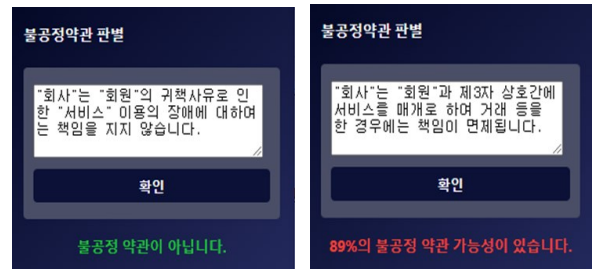 불공정약관 판별
"회사"는 "회원"의 귀책사유로 인
한 "서비스" 이용의 장애에 대하여
는 책임을 지지 않습니다.
확인
불공정 약관이 아닙니다.
불공정약관 판별
"회사"는 "회원"과 제3자 상호간에
서비스를 매개로 하여 거래 등을
한 경우에는 책임이 면제됩니다.
확인
89%의 불공정 약관 가능성이 있습니다.